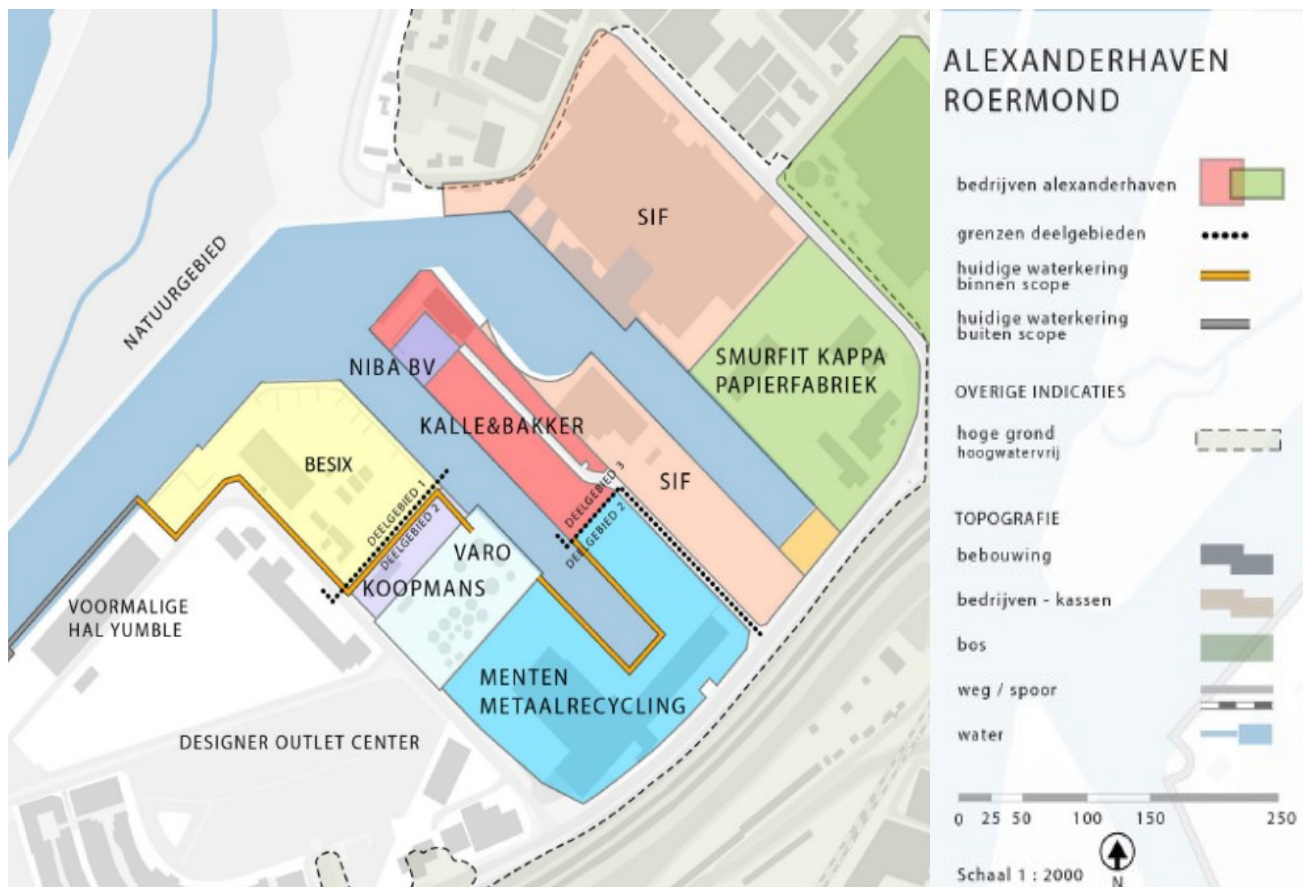 SIF
NATUURGEBIED
NIBA BV
SMURFIT KAPPA
PAPIERFABRIEK
KALLE&BAKKER
BESIX
SIF
DEELGEBIED 3
DEELGEBIED 2
DEELGEBIED 1
DEELGEBIED 2
VARO
KOOPMANS
VOORMALIGE
HAL YUMBLE
MENTEN
METAALRECYCLING
DESIGNER OUTLET CENTER
ALEXANDERHAVEN
ROERMOND
bedrijven alexanderhaven
grenzen deelgebieden
huidige waterkering
binnen scope
huidige waterkering
buiten scope
OVERIGE INDICATIES
hoge grond
hoogwatervrij
TOPOGRAFIE
bebouwing
bedrijven - kassen
bos
weg / spoor
water
0 25 50 100 150 250
Schaal 1 : 2000
N